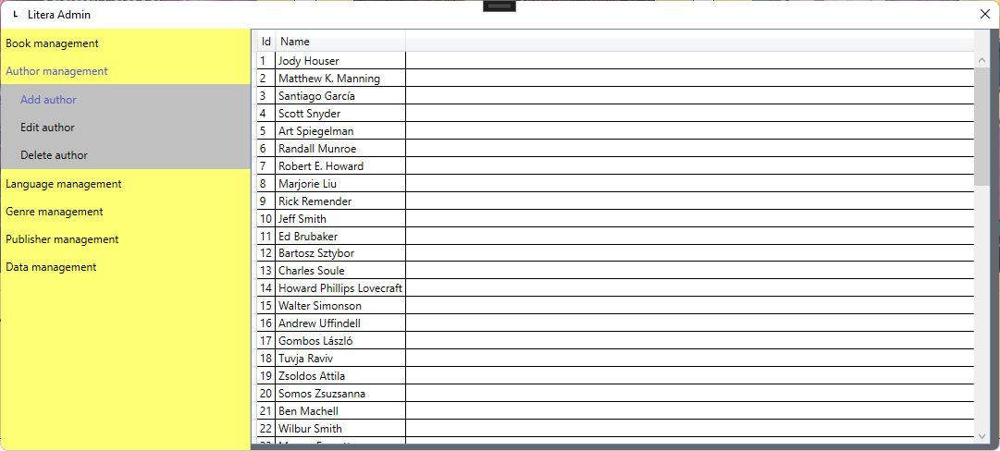 Litera Admin
Book management
Author management
Add author
Edit author
Delete author
Language management
Genre management
Publisher management
Data management
Id Name
1 Jody Houser
2 Matthew K. Manning
3 Santiago García
4 Scott Snyder
5 Art Spiegelman
6 Randall Munroe
7 Robert E. Howard
8 Marjorie Liu
9 Rick Remender
10 Jeff Smith
11 Ed Brubaker
12 Bartosz Sztybor
13 Charles Soule
14 Howard Phillips Lovecraft
15 Walter Simonson
16 Andrew Uffindell
17 Gombos László
18 Tuvja Raviv
19 Zsoldos Attila
20 Somos Zsuzsanna
21 Ben Machell
22 Wilbur Smith